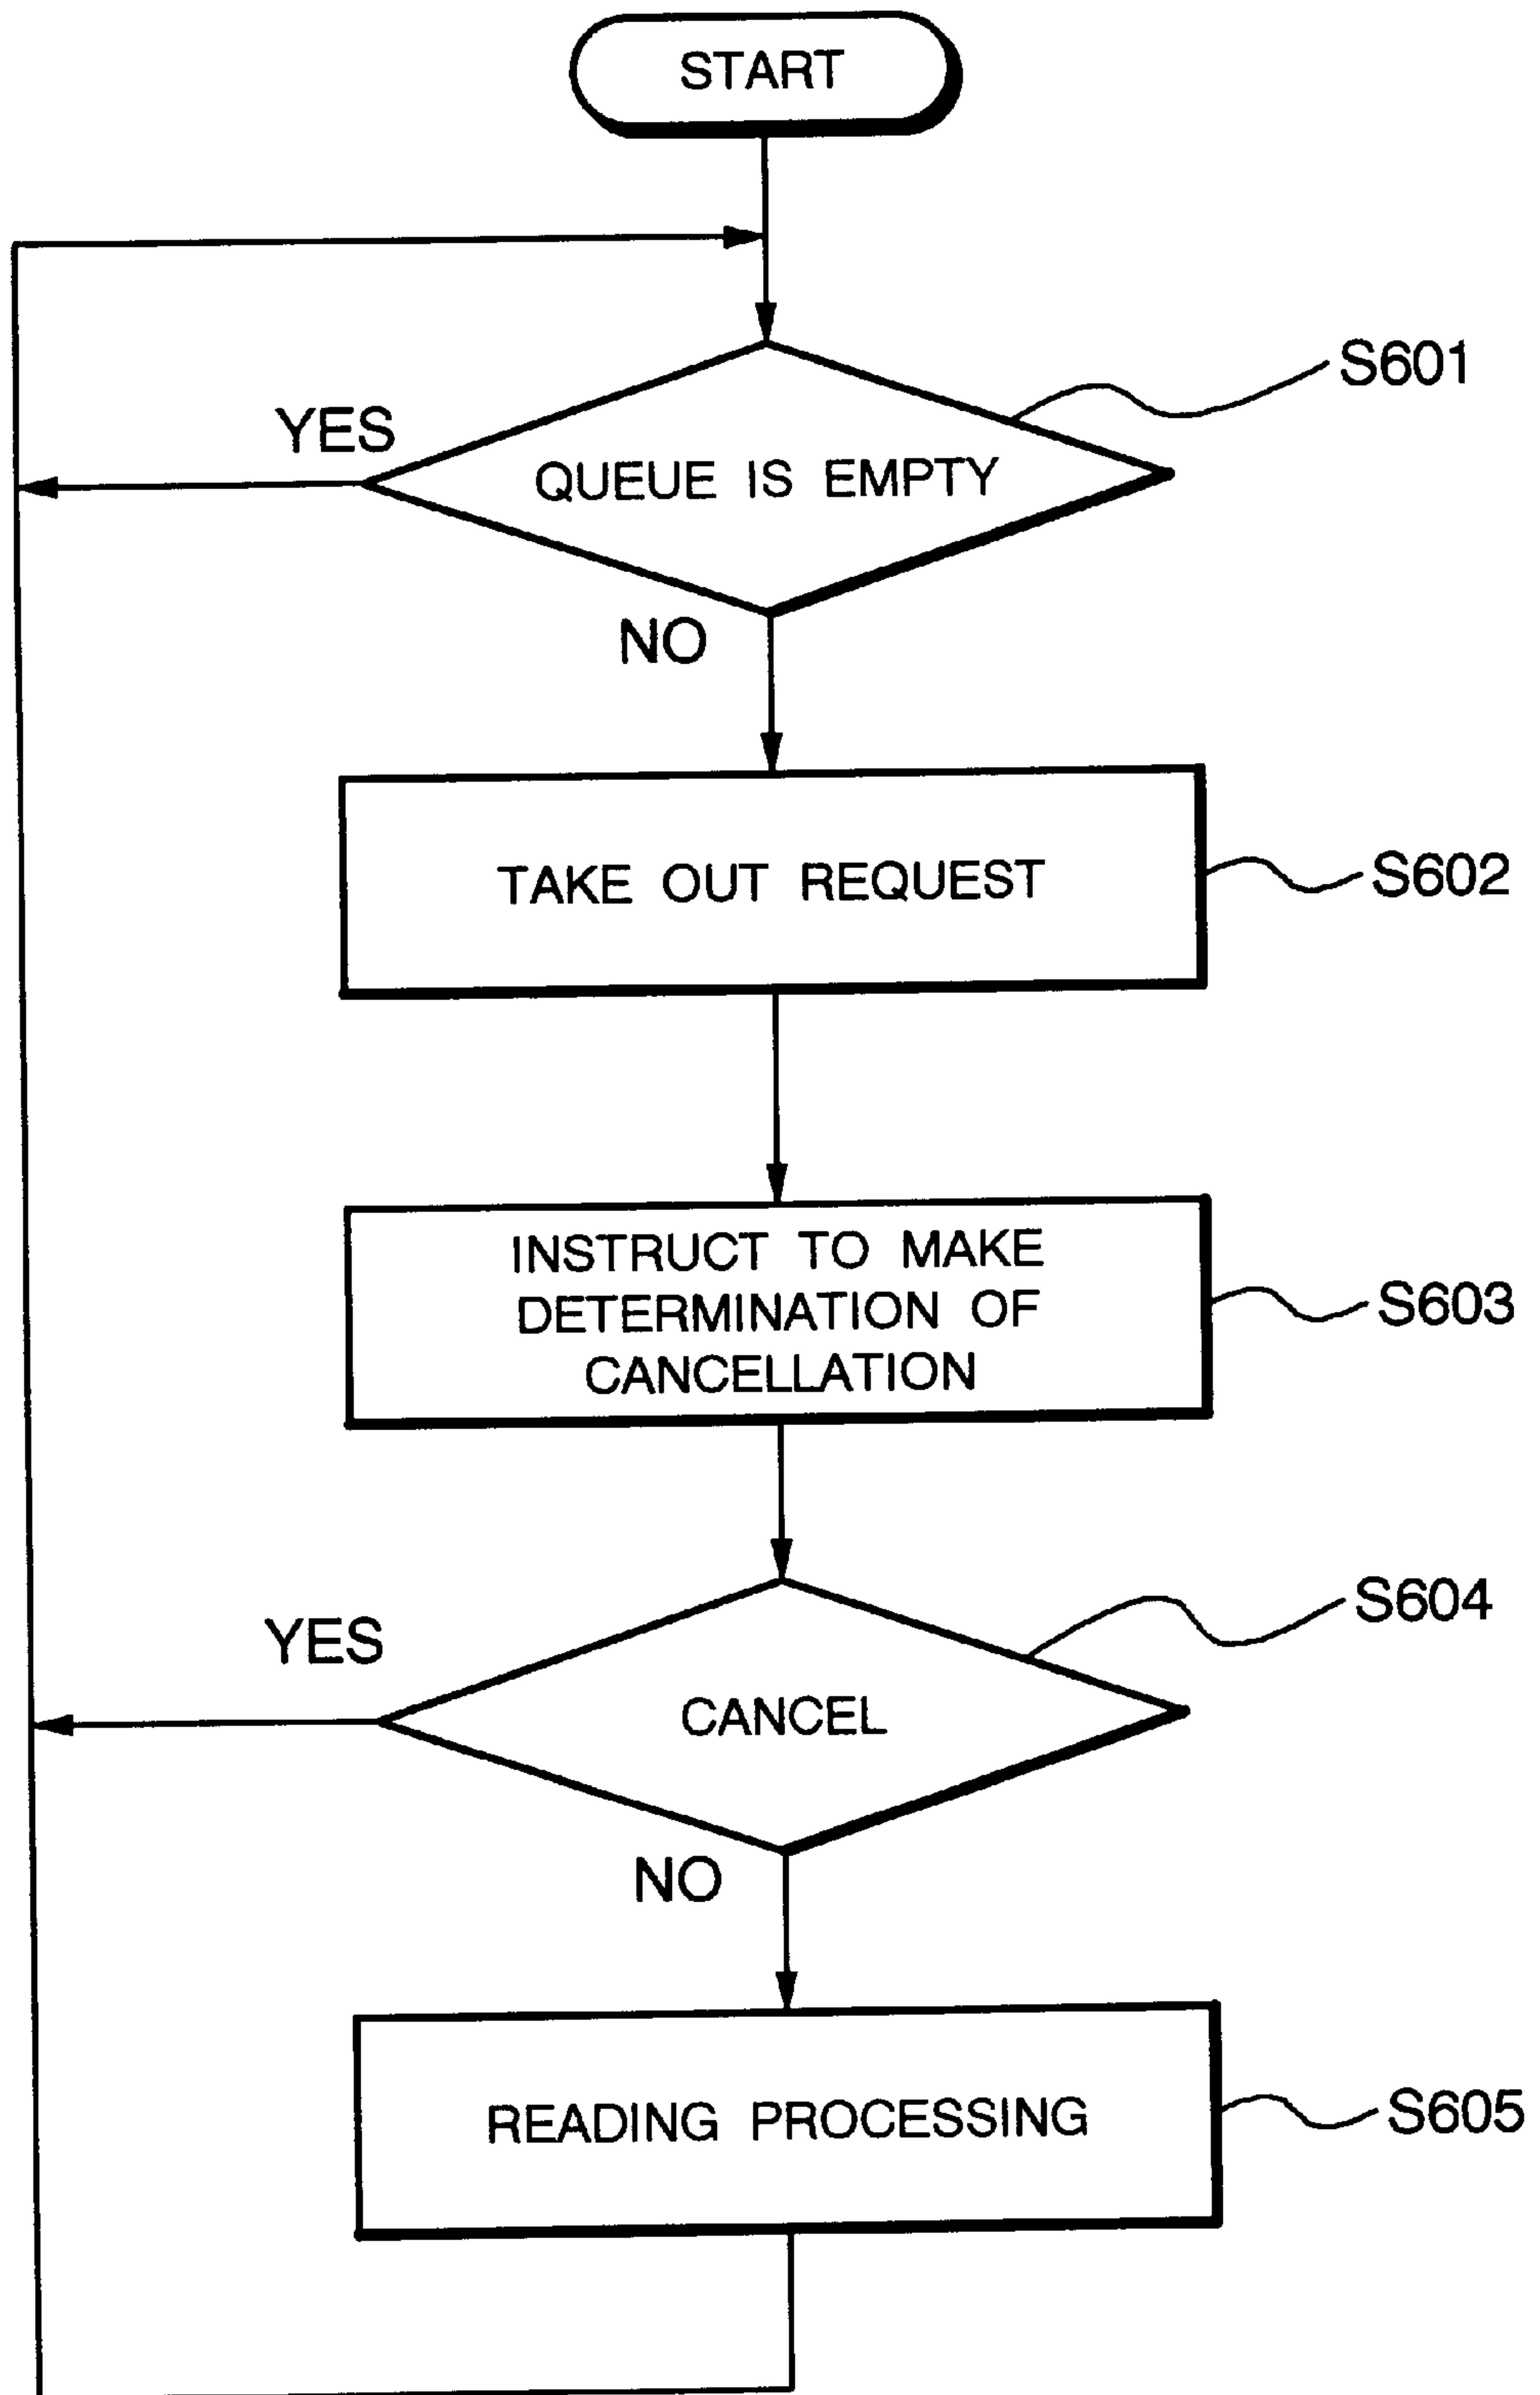 START
S601
YES
QUEUE IS EMPTY
NO
TAKE OUT REQUEST
S602
INSTRUCT TO MAKE
DETERMINATION OF
CANCELLATION
S603
S604
YES
CANCEL
NO
READING PROCESSING
S605